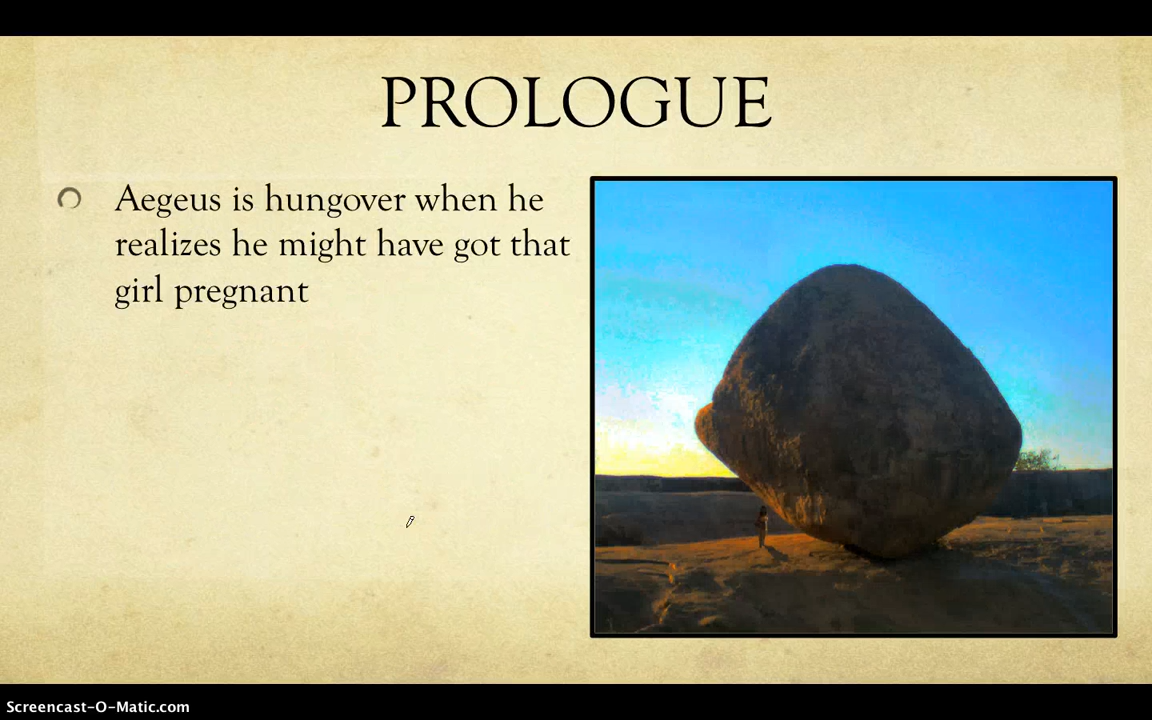 PROLOGUE
Aegeus is hungover when he
realizes he might have got that
girl pregnant
Screencast-O-Matic.com